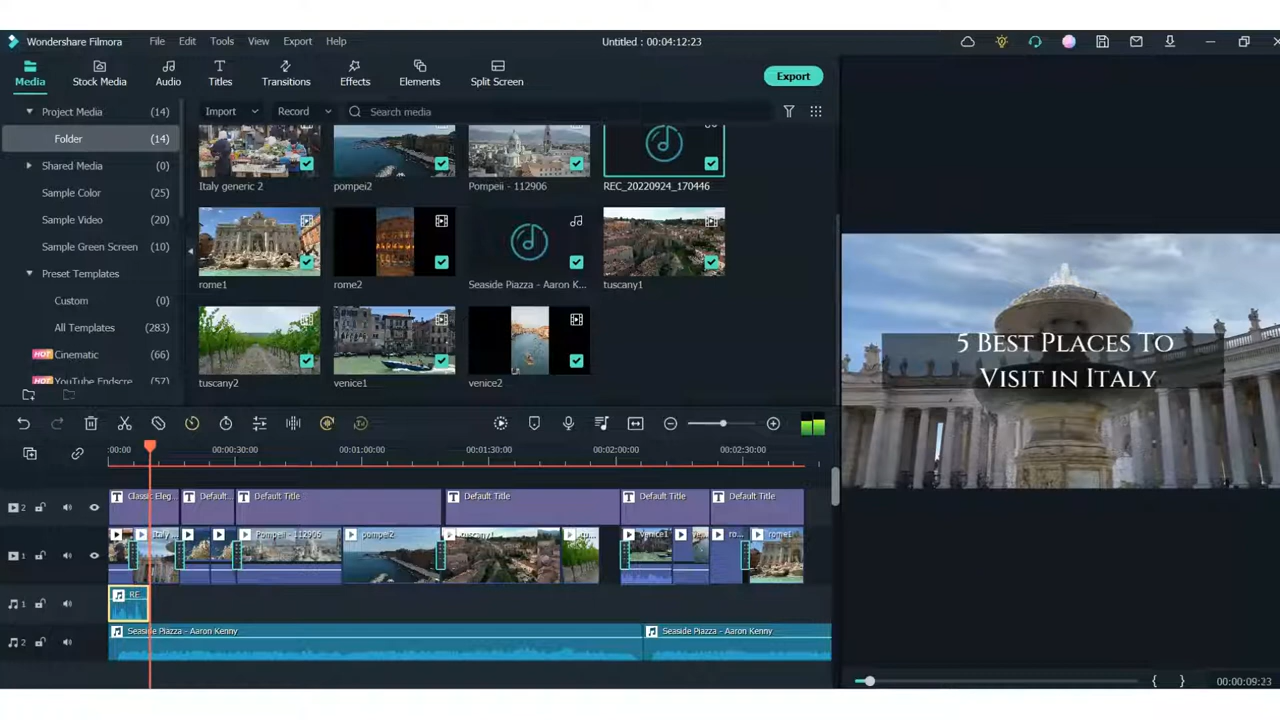 Wondershare Filmora File Edit Tools View Export Help Untitled : 00:04:12:23
Media Stock Media Audio Titles Transitions Effects Elements Split Screen Export
Project Media (14)
Folder (14)
Shared Media (0)
Sample Color (25)
Sample Video (20)
Sample Green Screen (10)
Preset Templates
Custom (0)
All Templates (283)
HOT Cinematic (66)
HOT YouTube Endscre (57)
Import Record Search media
Italy generic 2 pompei2 Pompeii - 112906 REC_20220924_170446
rome1 rome2 Seaside Piazza - Aaron K... tuscany1
tuscany2 venice1 venice2
5 Best Places To
Visit in Italy
:00:00 00:00:30:00 00:01:00:00 00:01:30:00 00:02:00:00 00:02:30:00
2 T Classic Eleg... T Default... T Default Title T Default Title T Default Title T Default Title
1 Italy Pompeii - 112906 pompei2 tuscany1 venice1 ve... ro... rome1
1 RE...
2 Seaside Piazza - Aaron Kenny Seaside Piazza - Aaron Kenny
{ } 00:00:09:23